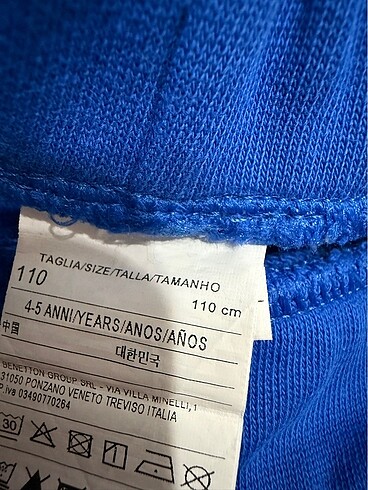 TAGLIA/SIZE/TALLA/TAMANHO
110
110 cm
4-5 ANNI/YEARS/ANOS/AÑOS
中国
대한민국
BENETTON GROUP SRL - VIA VILLA MINELLI,1
31050 PONZANO VENETO TREVISO ITALIA
P.iva 03490770264
30